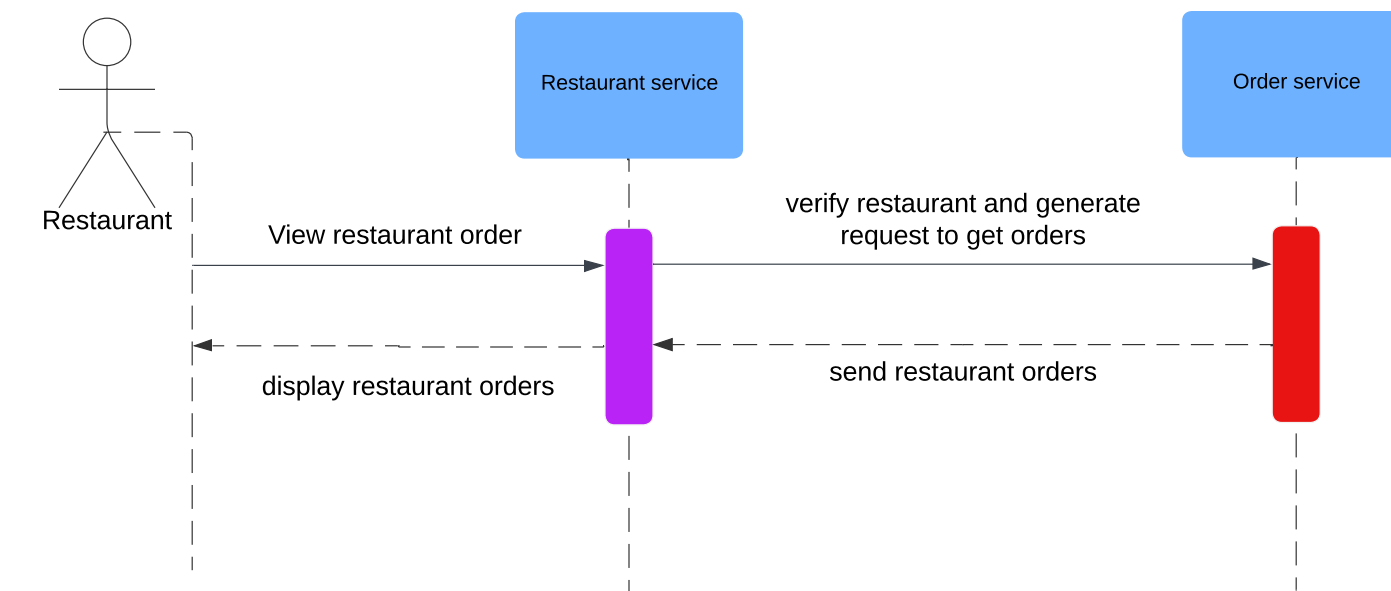 Restaurant service
Order service
Restaurant
View restaurant order
verify restaurant and generate
request to get orders
display restaurant orders
send restaurant orders